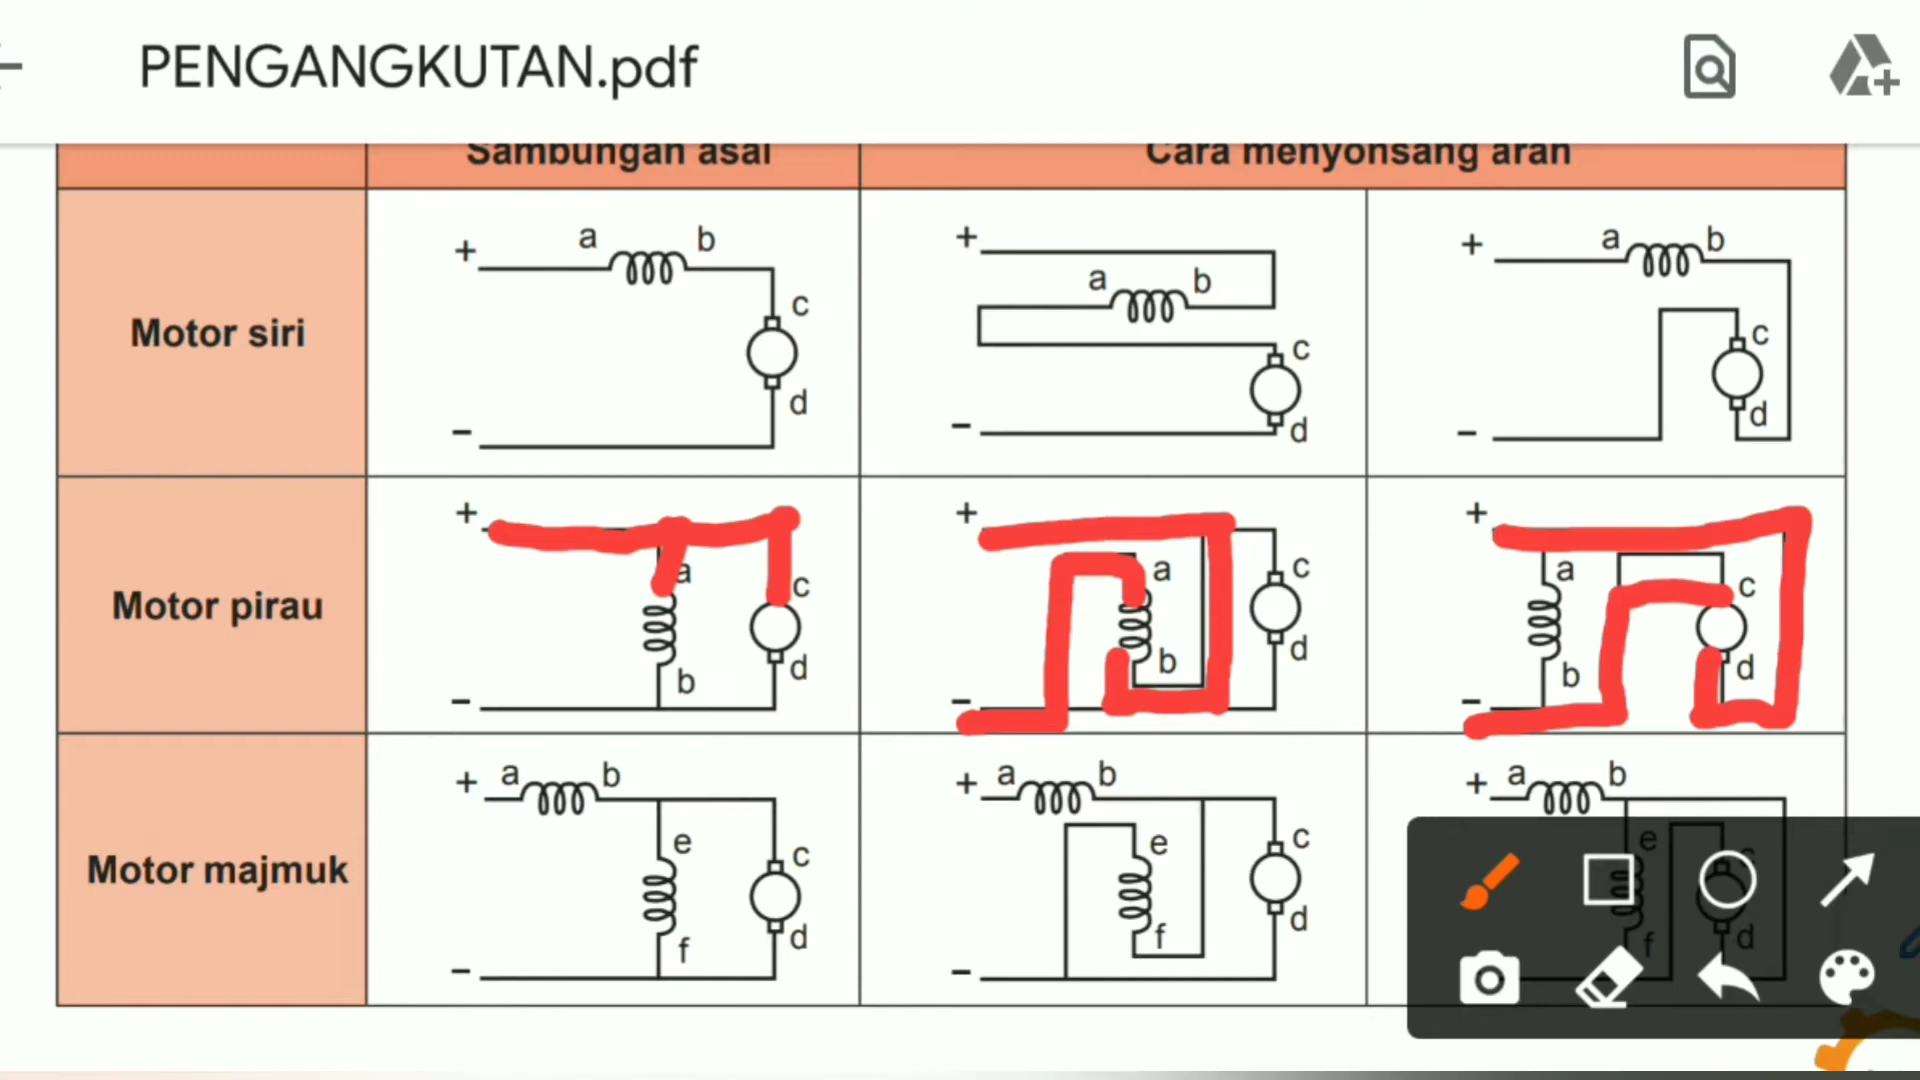 PENGANGKUTAN.pdf
Sambungan asal
Cara menyonsang arah
Motor siri
+ a b c d -
+ a b c d -
+ a b c d -
Motor pirau
+ a b c d -
+ a b c d -
+ a b c d -
Motor majmuk
+ a b e f c d -
+ a b e f c d -
+ a b e f c d